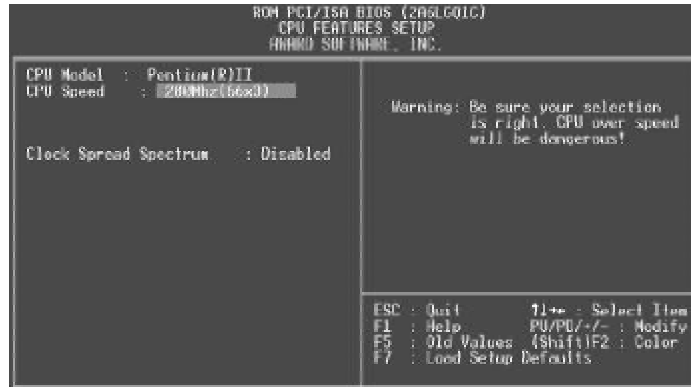 ROM PCI/ISA BIOS (2A6LGQ1C)
CPU FEATURES SETUP
AWARD SOFTWARE, INC.
CPU Model : Pentium(R)II
CPU Speed : 200Mhz(66x3)
Clock Spread Spectrum : Disabled
Warning: Be sure your selection
is right. CPU over speed
will be dangerous!
ESC : Quit ↑↓→← : Select Item
F1 : Help PU/PD/+/- : Modify
F5 : Old Values (Shift)F2 : Color
F7 : Load Setup Defaults